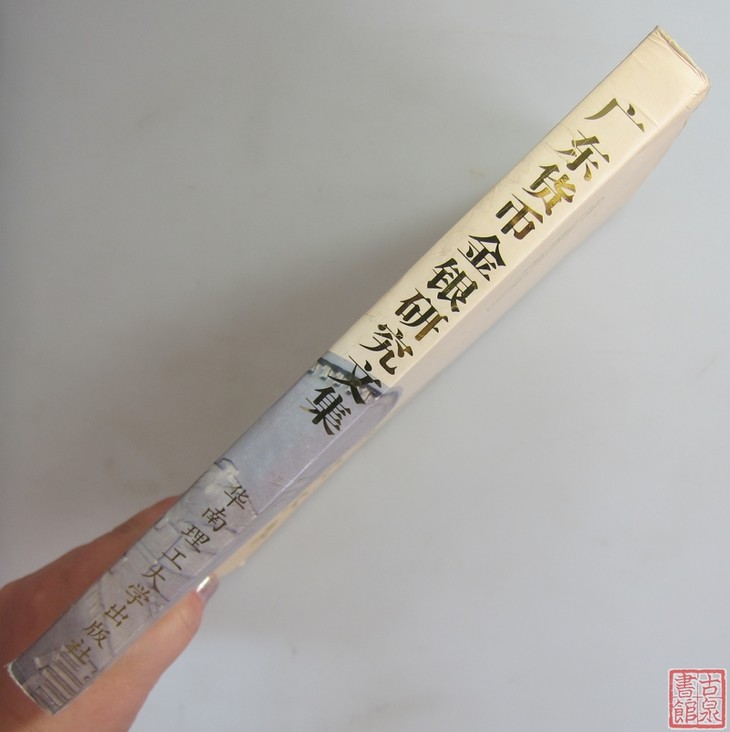 广东货币金银研究文集
华南理工大学出版社
古泉
書館